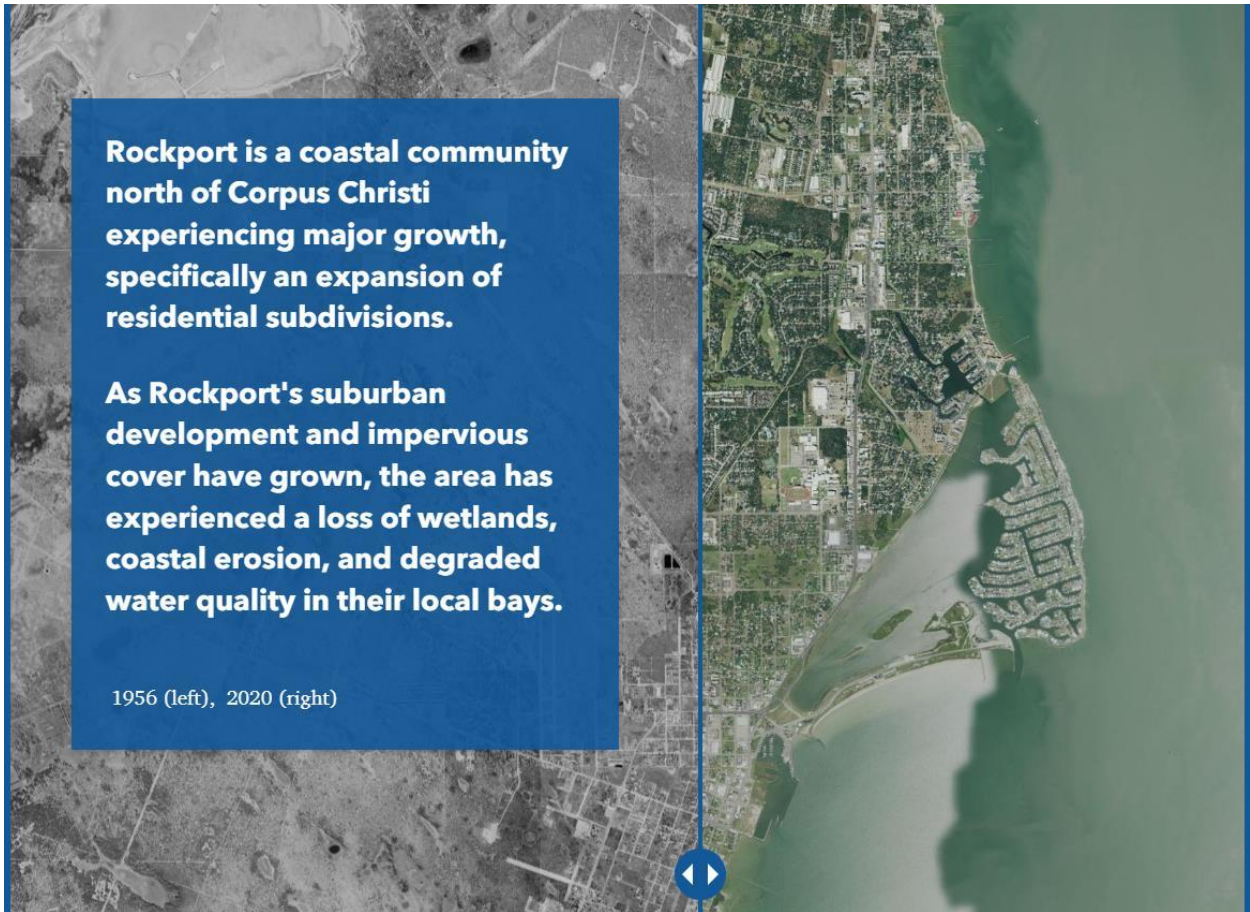 Rockport is a coastal community
north of Corpus Christi
experiencing major growth,
specifically an expansion of
residential subdivisions.
As Rockport's suburban
development and impervious
cover have grown, the area has
experienced a loss of wetlands,
coastal erosion, and degraded
water quality in their local bays.
1956 (left), 2020 (right)